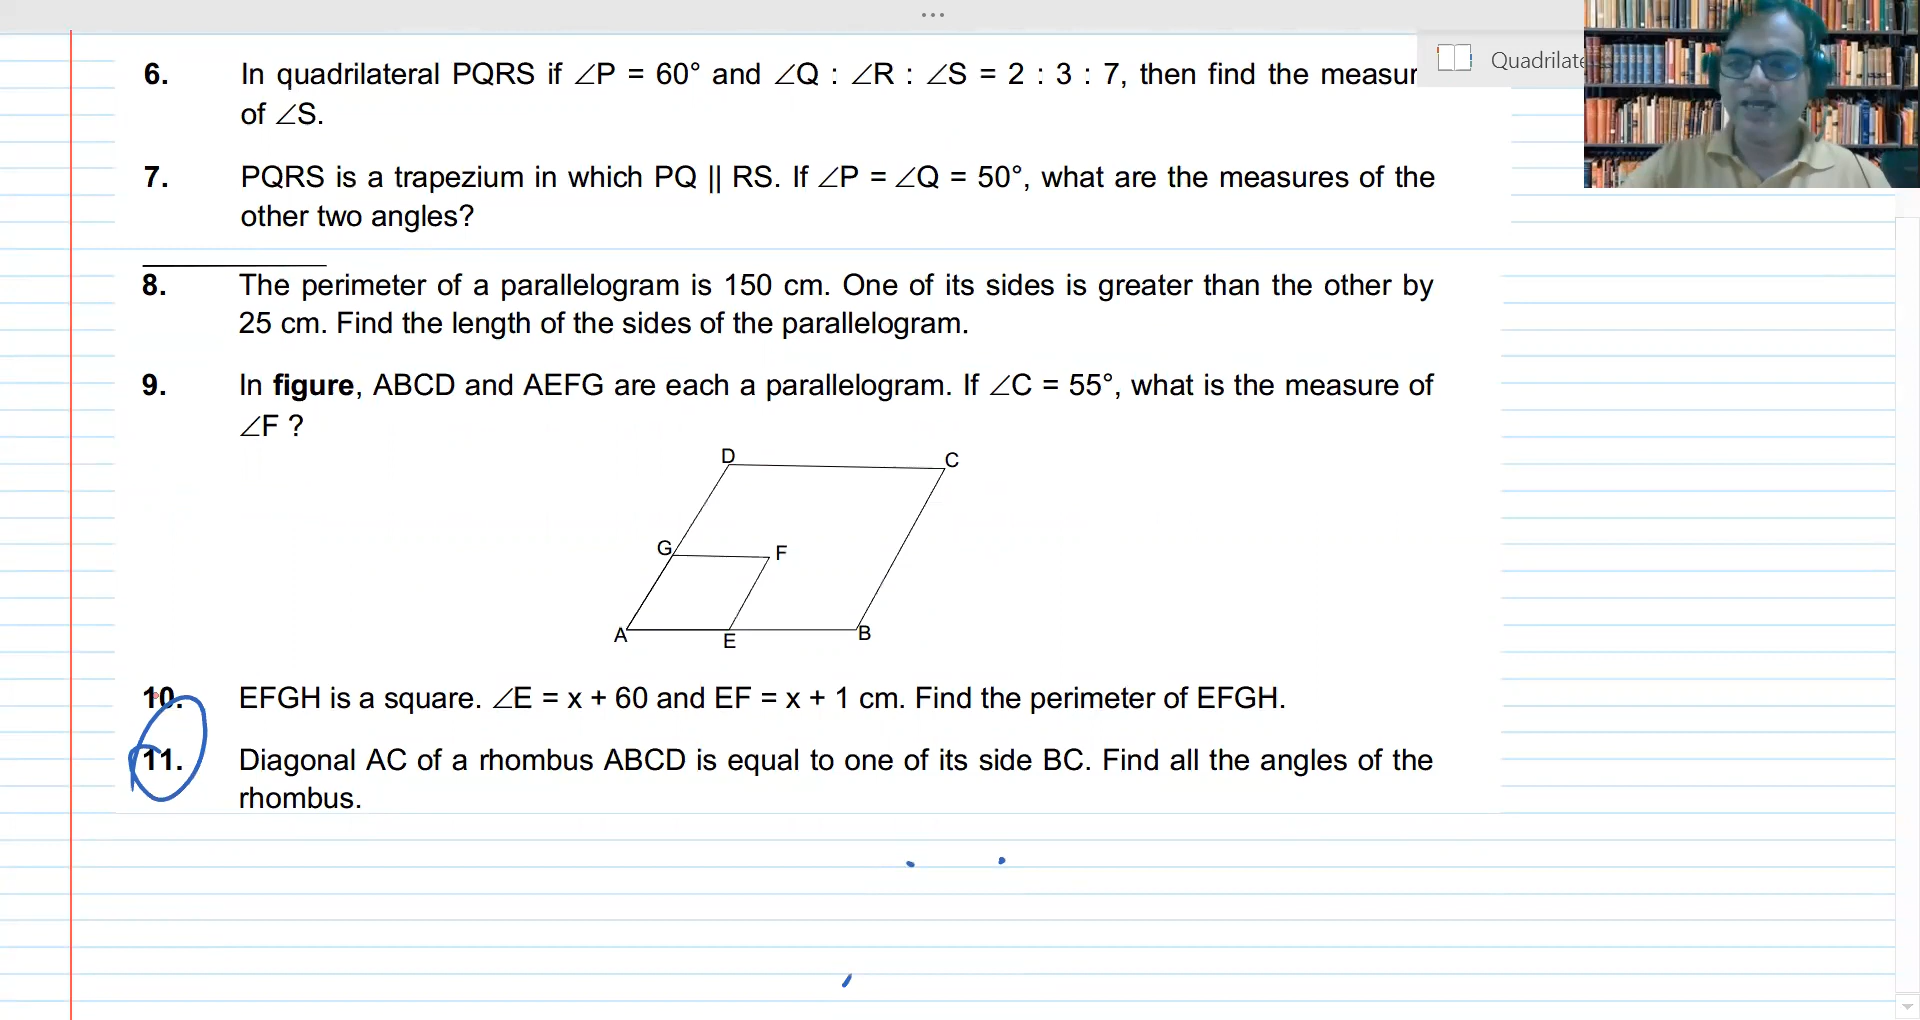 ...
Quadrilate
6. In quadrilateral PQRS if ∠P = 60° and ∠Q : ∠R : ∠S = 2 : 3 : 7, then find the measur
of ∠S.
7. PQRS is a trapezium in which PQ || RS. If ∠P = ∠Q = 50°, what are the measures of the
other two angles?
8. The perimeter of a parallelogram is 150 cm. One of its sides is greater than the other by
25 cm. Find the length of the sides of the parallelogram.
9. In figure, ABCD and AEFG are each a parallelogram. If ∠C = 55°, what is the measure of
∠F ?
D C
G F
A E B
10. EFGH is a square. ∠E = x + 60 and EF = x + 1 cm. Find the perimeter of EFGH.
11. Diagonal AC of a rhombus ABCD is equal to one of its side BC. Find all the angles of the
rhombus.